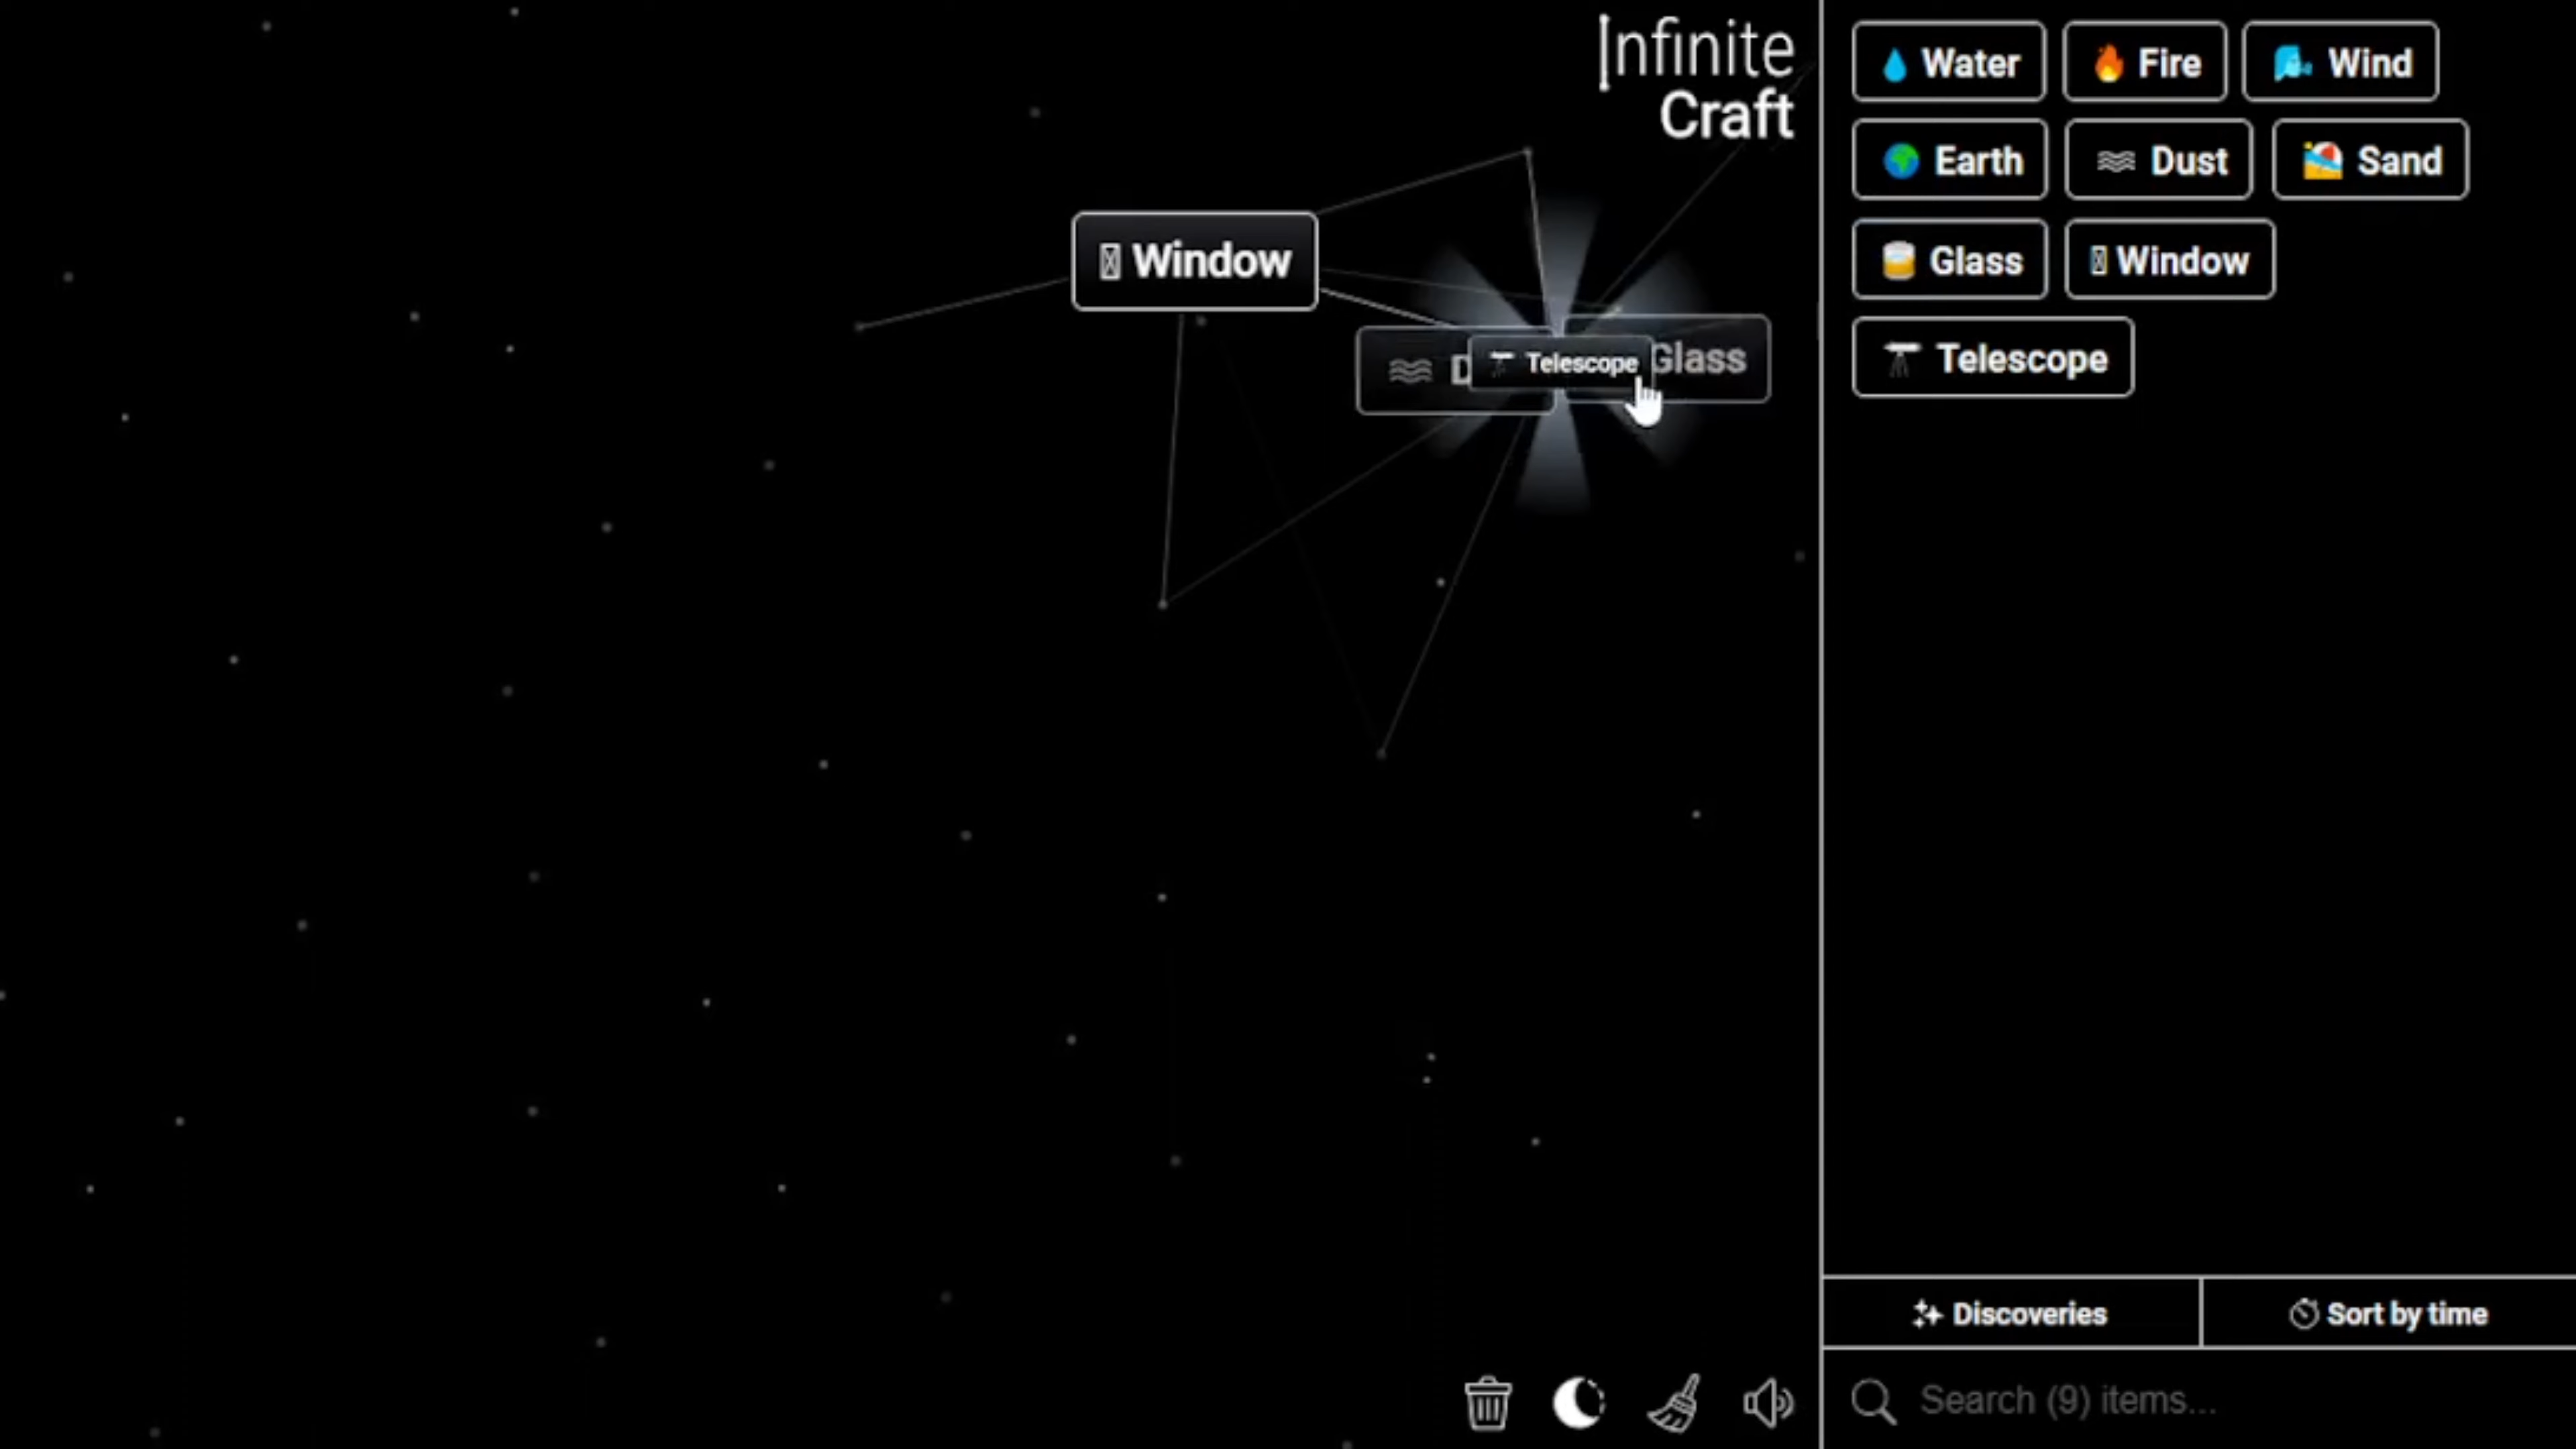 Infinite
Craft
Window
D
Telescope
Glass
Water
Fire
Wind
Earth
Dust
Sand
Glass
Window
Telescope
Discoveries
Sort by time
Search (9) items...